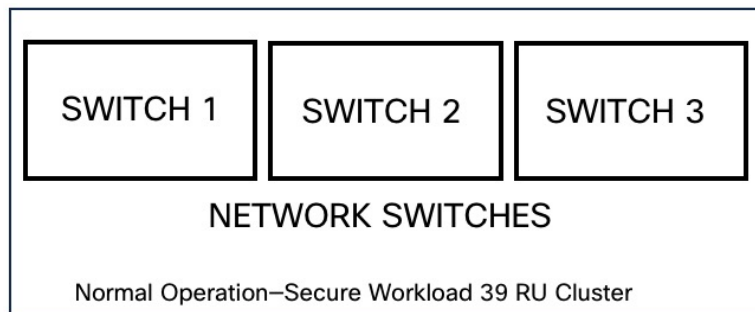 SWITCH 1 SWITCH 2 SWITCH 3
NETWORK SWITCHES
Normal Operation—Secure Workload 39 RU Cluster